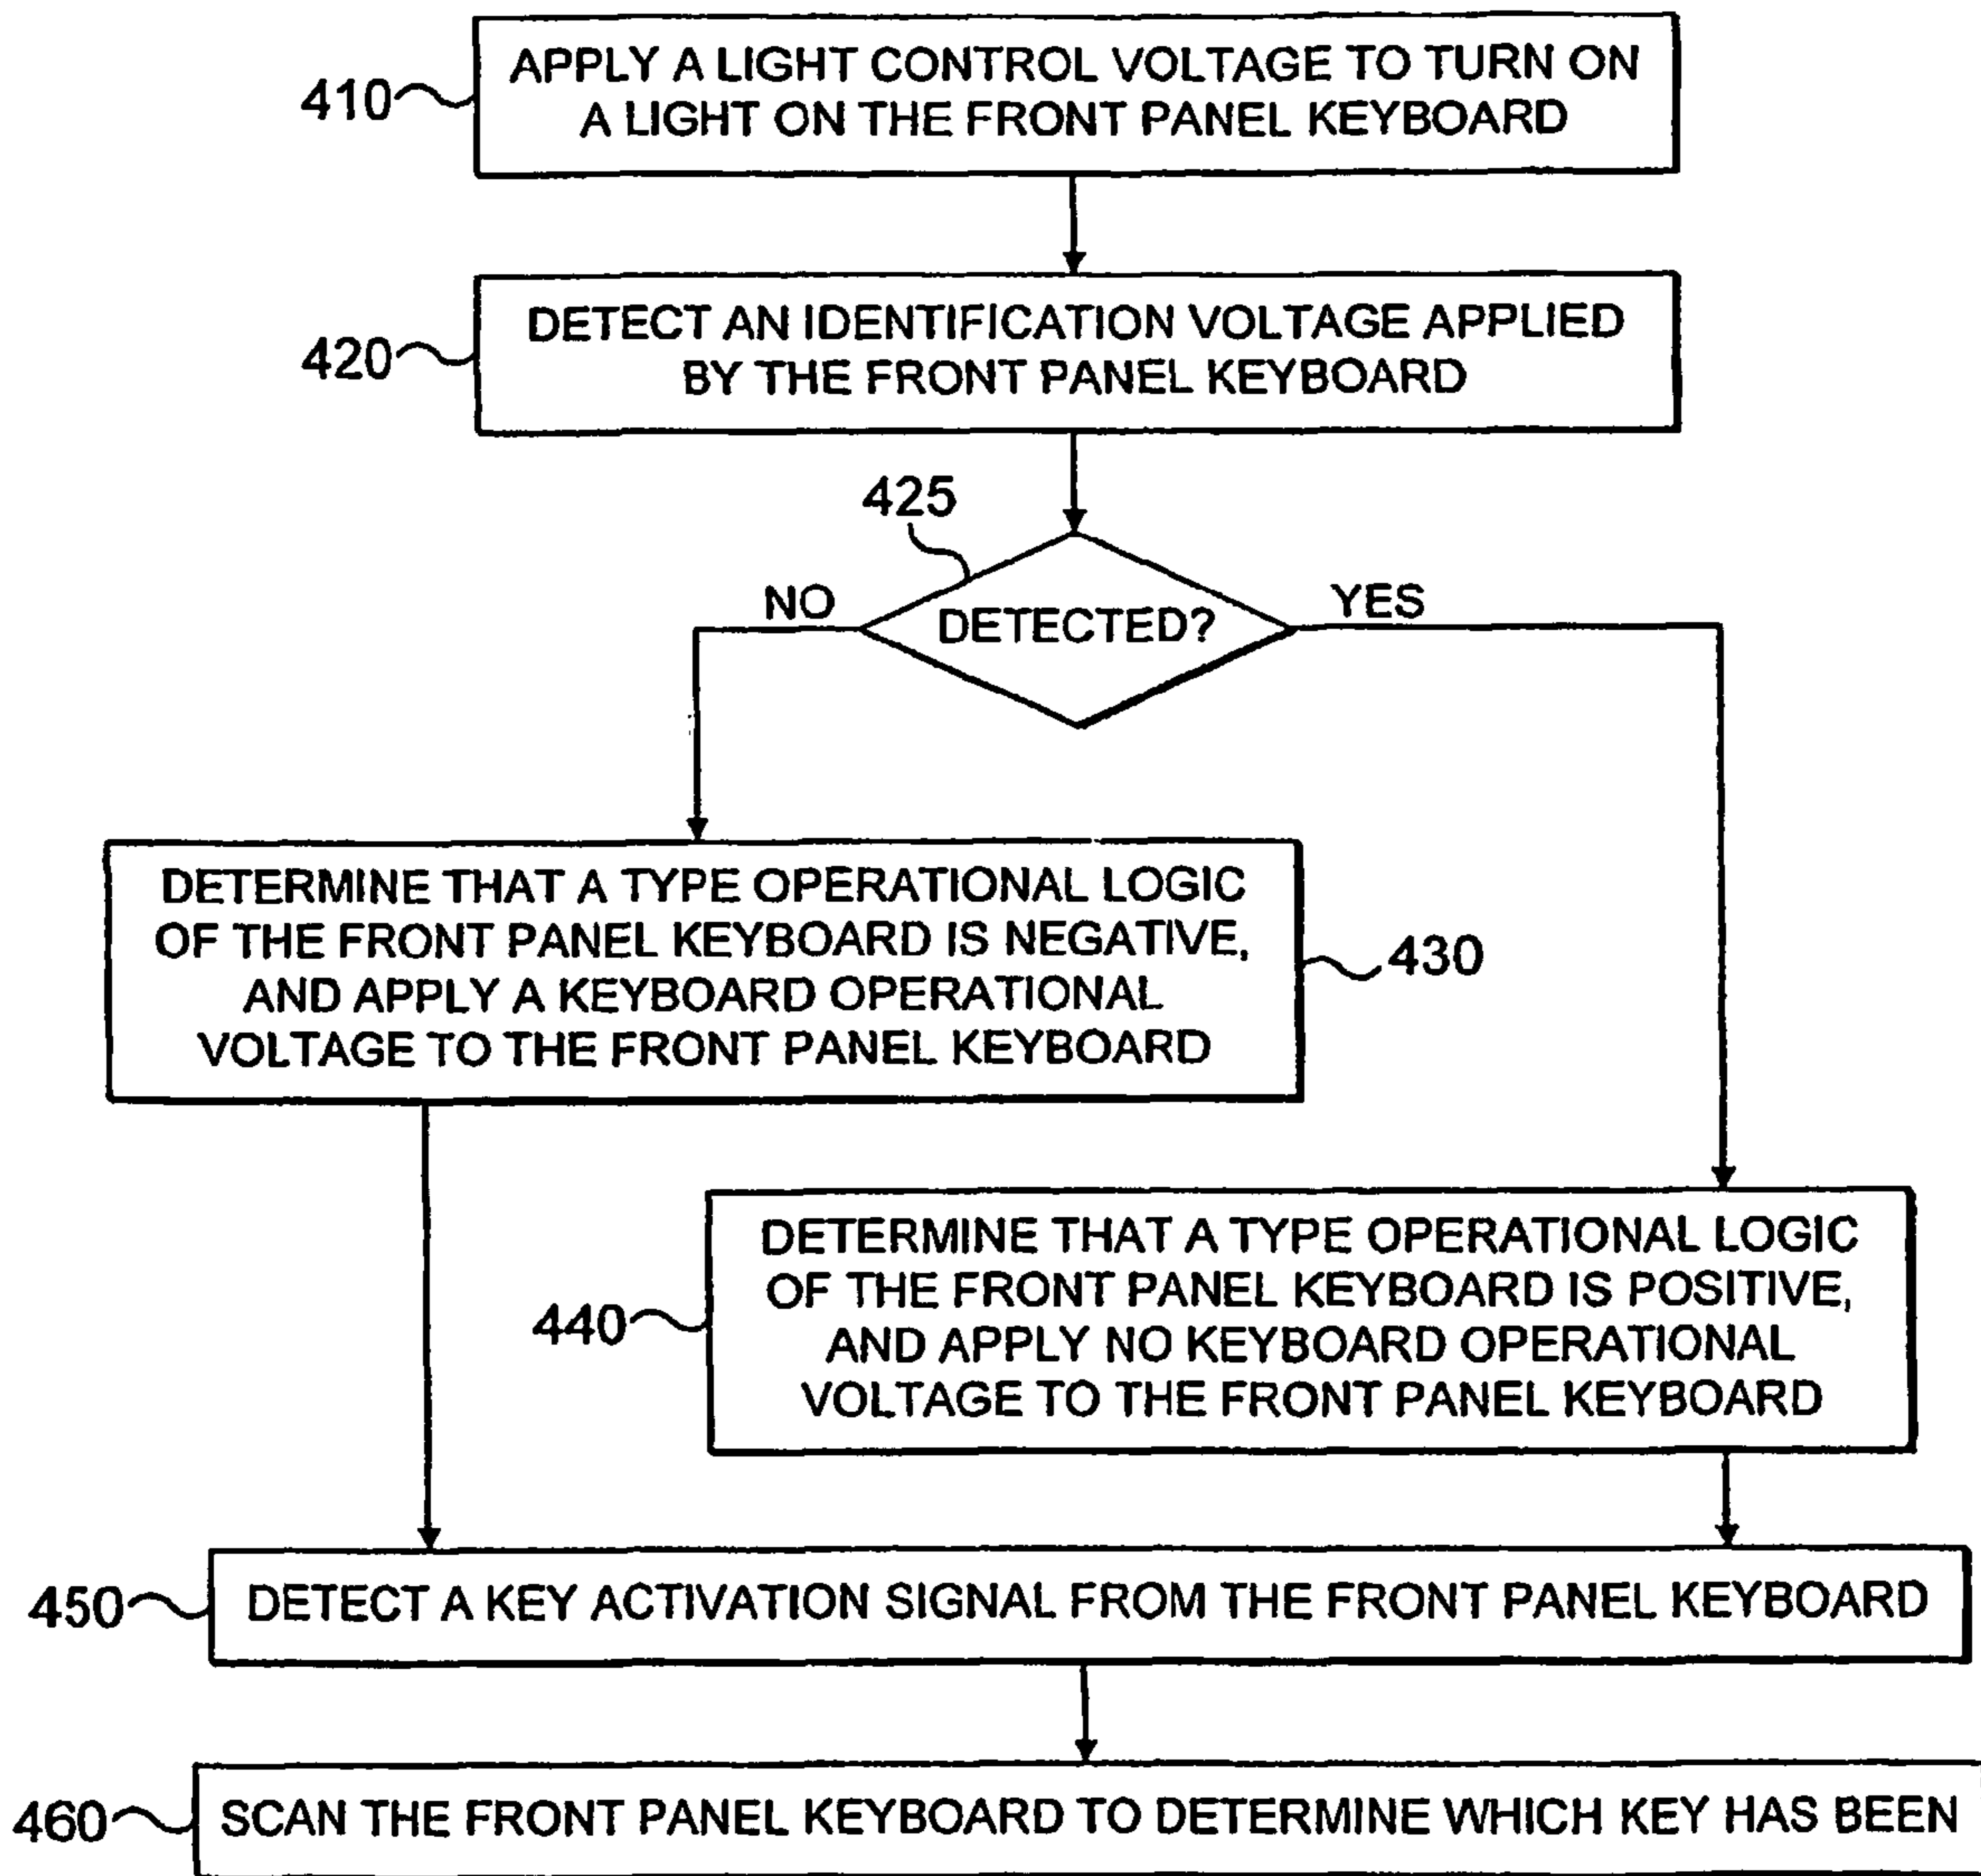 410
APPLY A LIGHT CONTROL VOLTAGE TO TURN ON
A LIGHT ON THE FRONT PANEL KEYBOARD
420
DETECT AN IDENTIFICATION VOLTAGE APPLIED
BY THE FRONT PANEL KEYBOARD
425
NO
DETECTED?
YES
DETERMINE THAT A TYPE OPERATIONAL LOGIC
OF THE FRONT PANEL KEYBOARD IS NEGATIVE,
AND APPLY A KEYBOARD OPERATIONAL
VOLTAGE TO THE FRONT PANEL KEYBOARD
430
440
DETERMINE THAT A TYPE OPERATIONAL LOGIC
OF THE FRONT PANEL KEYBOARD IS POSITIVE,
AND APPLY NO KEYBOARD OPERATIONAL
VOLTAGE TO THE FRONT PANEL KEYBOARD
450
DETECT A KEY ACTIVATION SIGNAL FROM THE FRONT PANEL KEYBOARD
460
SCAN THE FRONT PANEL KEYBOARD TO DETERMINE WHICH KEY HAS BEEN